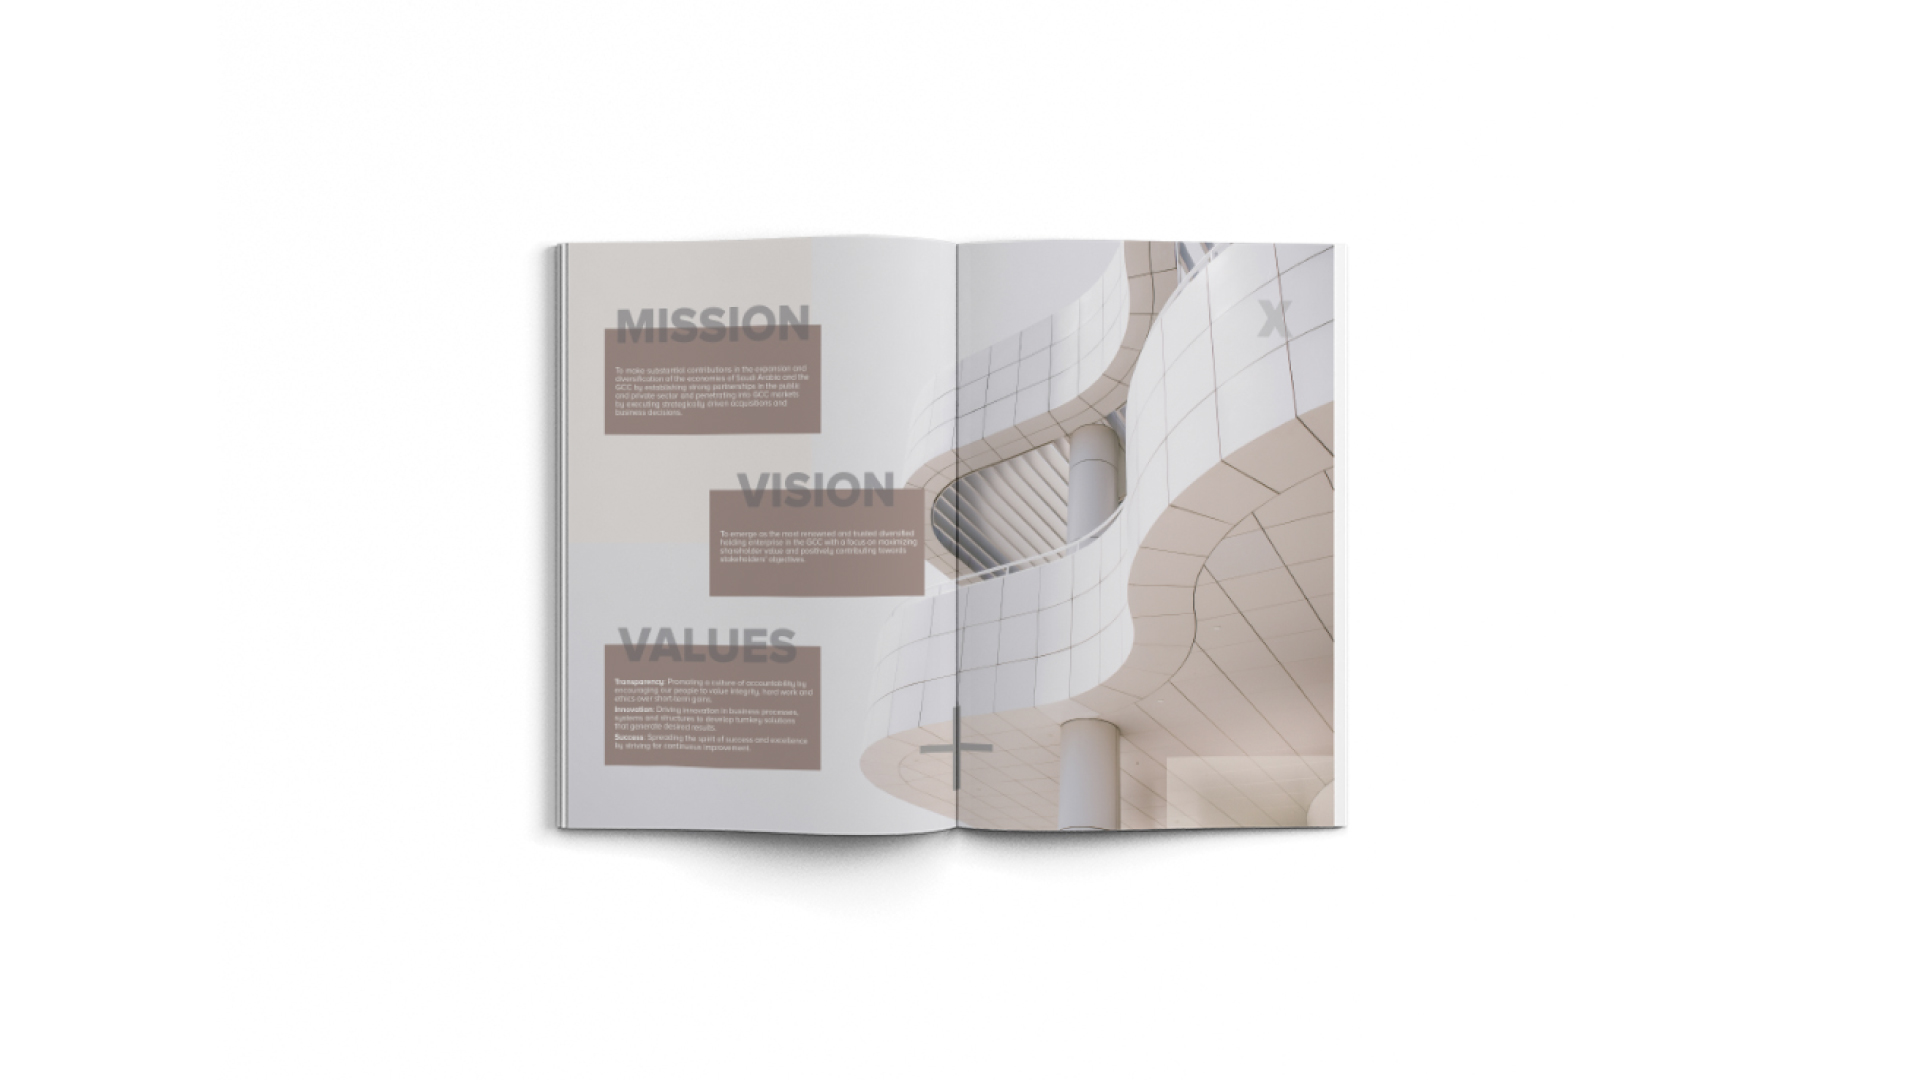 MISSION
To make substantial contributions in the expansion and
diversification of the economies of Saudi Arabia and the
GCC by establishing strong partnerships in the public
and private sector and penetrating into GCC markets
by executing strategically driven acquisitions and
business decisions.
X
VISION
To emerge as the most renowned and trusted diversified
holding enterprise in the GCC with a focus on maximizing
shareholder value and positively contributing towards
stakeholders' objectives.
VALUES
Transparency: Promoting a culture of accountability by
encouraging our people to value integrity, hard work and
ethics over short-term gains.
Innovation: Driving innovation in business processes,
systems and structures to develop turnkey solutions
that generate desired results.
Success: Spreading the spirit of success and excellence
by striving for continuous improvement.